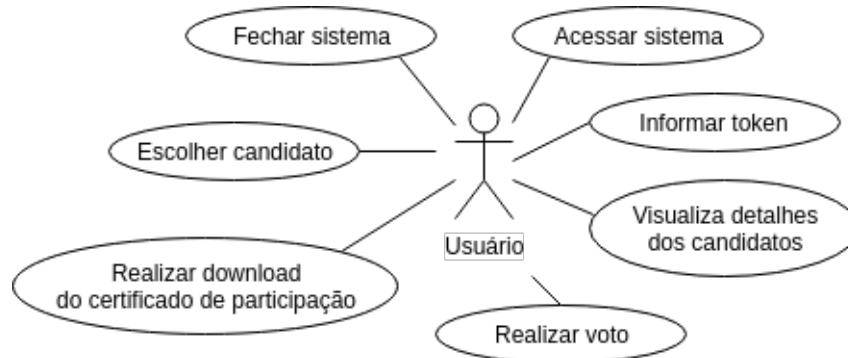 Fechar sistema
Acessar sistema
Informar token
Escolher candidato
Visualiza detalhes
dos candidatos
Usuário
Realizar download
do certificado de participação
Realizar voto